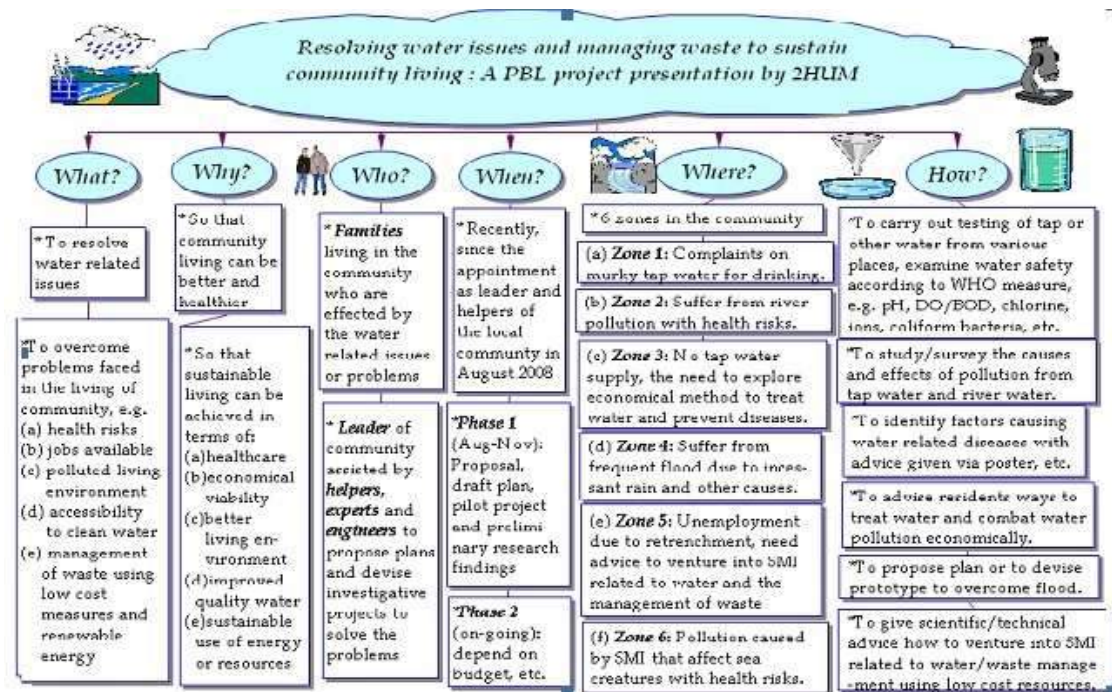 Resolving water issues and managing waste to sustain
community living : A PBL project presentation by 2HUM
What?
Why?
Who?
When?
Where?
How?
*To resolve
water related
issues
*To overcome
problems faced
in the living of
community, e.g.
(a) health risks
(b) jobs available
(c) polluted living
environment
(d) accessibility
to clean water
(e) management
of waste using
low cost
measures and
renewable
energy
*So that
community
living can be
better and
healthier
*So that
sustainable
living can be
achieved in
terms of:
(a)healthcare
(b)economical
viability
(c)better
living en-
vironment
(d)improved
quality water
(e)sustainable
use of energy
or resources
*Families
living in the
community
who are
effected by
the water
related issues
or problems
*Leader of
community
assisted by
helpers,
experts and
engineers to
propose plans
and devise
investigative
projects to
solve the
problems
*Recently,
since the
appointment
as leader and
helpers of
the local
community in
August 2008
*Phase 1
(Aug-Nov):
Proposal,
draft plan,
pilot project
and prelimi
nary research
findings
*Phase 2
(on-going):
depend on
budget, etc.
*6 zones in the community
(a) Zone 1: Complaints on
murky tap water for drinking.
(b) Zone 2: Suffer from river
pollution with health risks.
(c) Zone 3: No tap water
supply, the need to explore
economical method to treat
water and prevent diseases.
(d) Zone 4: Suffer from
frequent flood due to inces-
sant rain and other causes.
(e) Zone 5: Unemployment
due to retrenchment, need
advice to venture into SMI
related to water and the
management of waste
(f) Zone 6: Pollution caused
by SMI that affect sea
creatures with health risks.
*To carry out testing of tap or
other water from various
places, examine water safety
according to WHO measure,
e.g. pH, DO/BOD, chlorine,
ions, coliform bacteria, etc.
*To study/survey the causes
and effects of pollution from
tap water and river water.
*To identify factors causing
water related diseases with
advice given via poster, etc.
*To advise residents ways to
treat water and combat water
pollution economically.
*To propose plan or to devise
prototype to overcome flood.
*To give scientific/technical
advice how to venture into SMI
related to water/waste manage
-ment using low cost resources.